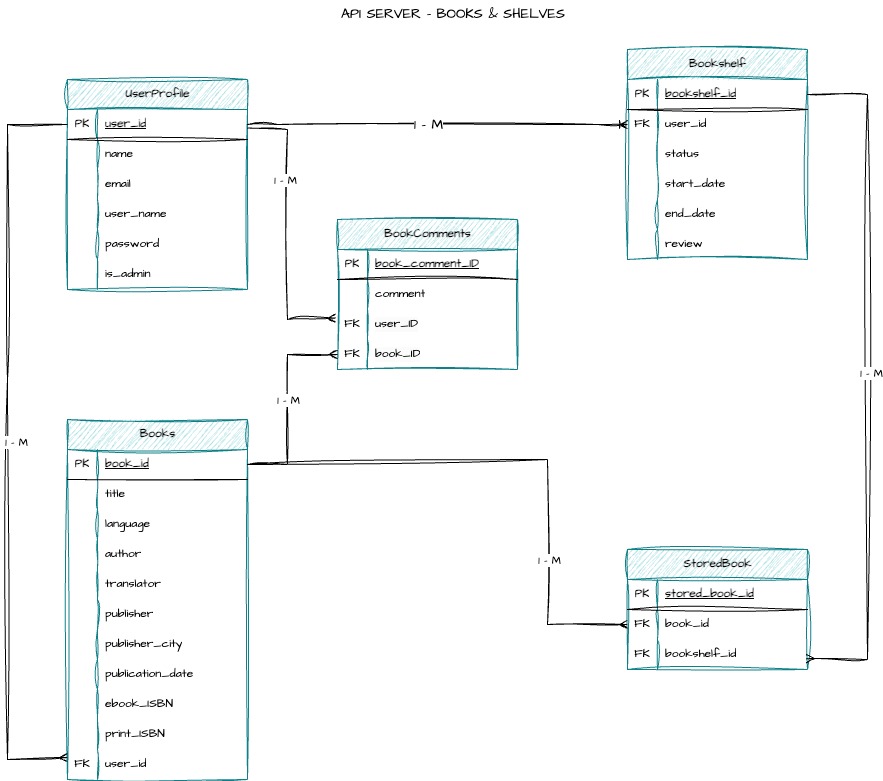 API SERVER - BOOKS & SHELVES
UserProfile
PK user_id
name
email
user_name
password
is_admin
1 - M
1 - M
Bookshelf
PK bookshelf_id
FK user_id
status
start_date
end_date
review
BookComments
PK book_comment_ID
comment
FK user_ID
FK book_ID
1 - M
1 - M
1 - M
Books
PK book_id
title
language
author
translator
publisher
publisher_city
publication_date
ebook_ISBN
print_ISBN
FK user_id
1 - M
StoredBook
PK stored_book_id
FK book_id
FK bookshelf_id